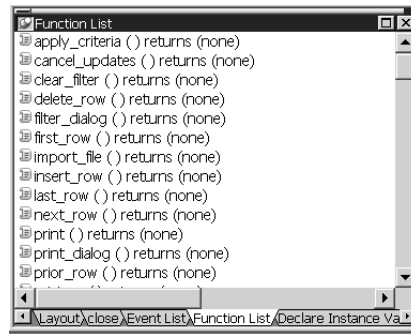 Function List
apply_criteria ( ) returns (none)
cancel_updates ( ) returns (none)
clear_filter ( ) returns (none)
delete_row ( ) returns (none)
filter_dialog ( ) returns (none)
first_row ( ) returns (none)
import_file ( ) returns (none)
insert_row ( ) returns (none)
last_row ( ) returns (none)
next_row ( ) returns (none)
print ( ) returns (none)
print_dialog ( ) returns (none)
prior_row ( ) returns (none)
Layout close Event List Function List Declare Instance Va